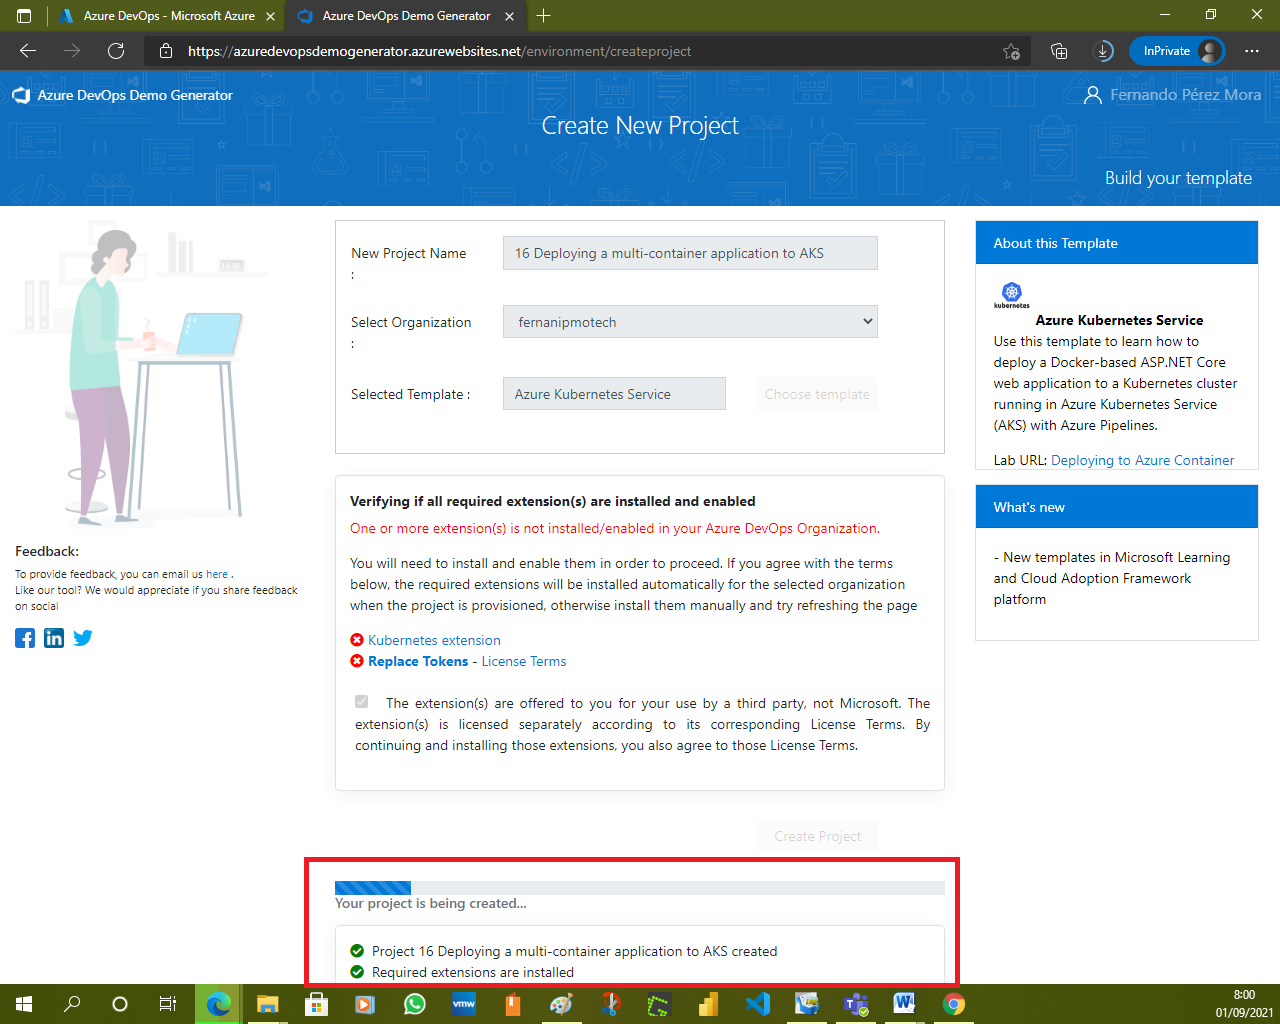 Azure DevOps - Microsoft Azure
Azure DevOps Demo Generator
https://azuredevopsdemogenerator.azurewebsites.net/environment/createproject
InPrivate
Azure DevOps Demo Generator
Fernando Pérez Mora
Create New Project
Build your template
14:30
New Project Name
:
16 Deploying a multi-container application to AKS
Select Organization
:
fernanipmotech
Selected Template :
Azure Kubernetes Service
Choose template
Verifying if all required extension(s) are installed and enabled
One or more extension(s) is not installed/enabled in your Azure DevOps Organization.
You will need to install and enable them in order to proceed. If you agree with the terms
below, the required extensions will be installed automatically for the selected organization
when the project is provisioned, otherwise install them manually and try refreshing the page
Kubernetes extension
Replace Tokens - License Terms
The extension(s) are offered to you for your use by a third party, not Microsoft. The
extension(s) is licensed separately according to its corresponding License Terms. By
continuing and installing those extensions, you also agree to those License Terms.
Create Project
Your project is being created...
Project 16 Deploying a multi-container application to AKS created
Required extensions are installed
Feedback:
To provide feedback, you can email us here .
Like our tool? We would appreciate if you share feedback
on social
About this Template
kubernetes
Azure Kubernetes Service
Use this template to learn how to
deploy a Docker-based ASP.NET Core
web application to a Kubernetes cluster
running in Azure Kubernetes Service
(AKS) with Azure Pipelines.
Lab URL: Deploying to Azure Container
What's new
- New templates in Microsoft Learning
and Cloud Adoption Framework
platform
vmw
8:00
01/09/2021